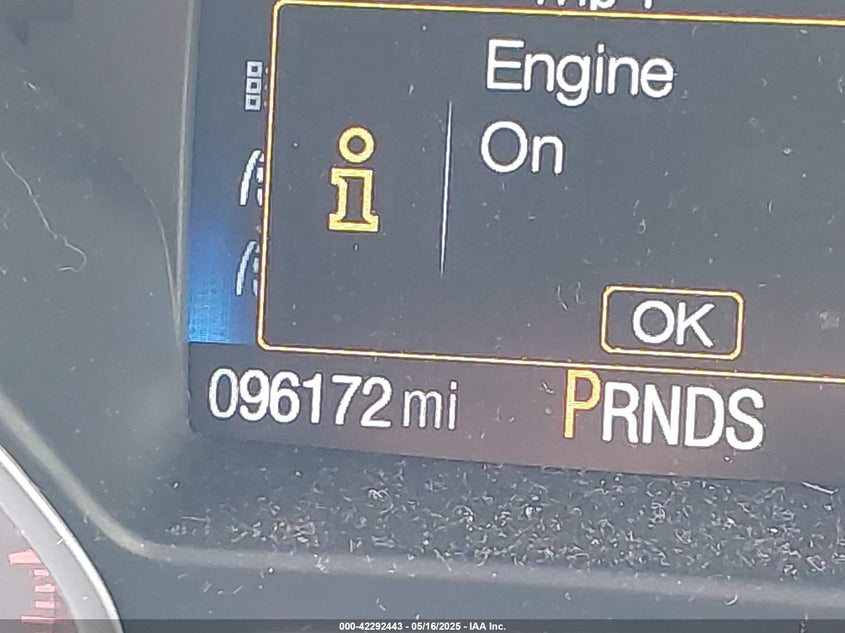 Engine
On
OK
096172 mi
PRNDS
000-42292443 - 05/16/2025 - IAA Inc.